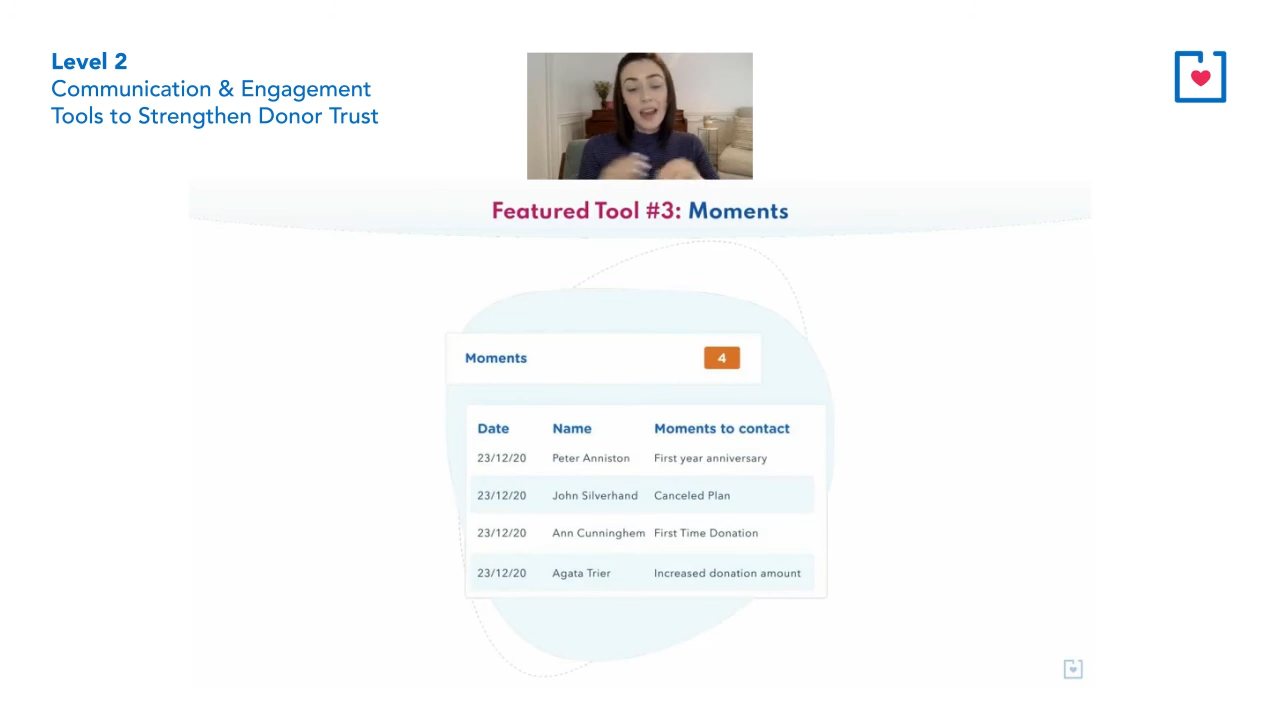 Level 2
Communication & Engagement
Tools to Strengthen Donor Trust
Featured Tool #3: Moments
Moments 4
Date Name Moments to contact
23/12/20 Peter Anniston First year anniversary
23/12/20 John Silverhand Canceled Plan
23/12/20 Ann Cunninghem First Time Donation
23/12/20 Agata Trier Increased donation amount